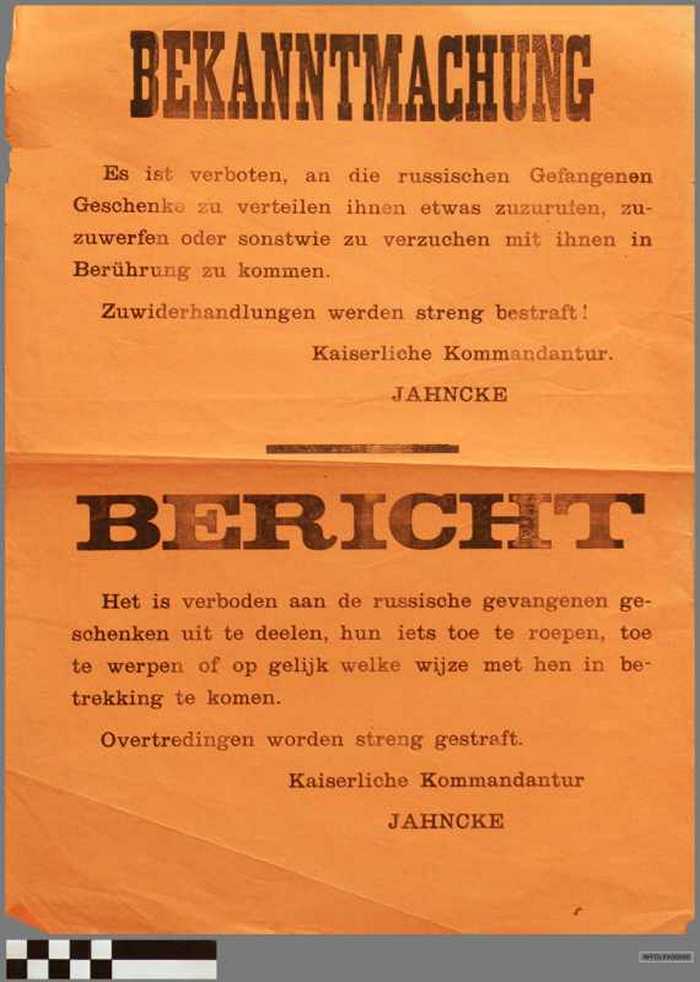 BEKANNTMACHUNG
Es ist verboten, an die russischen Gefangenen
Geschenke zu verteilen ihnen etwas zuzurufen, zu-
zuwerfen oder sonstwie zu verzuchen mit ihnen in
Berührung zu kommen.
Zuwiderhandlungen werden streng bestraft!
Kaiserliche Kommandantur.
JAHNCKE
BERICHT
Het is verboden aan de russische gevangenen ge-
schenken uit te deelen, hun iets toe te roepen, toe
te werpen of op gelijk welke wijze met hen in be-
trekking te komen.
Overtredingen worden streng gestraft.
Kaiserliche Kommandantur
JAHNCKE